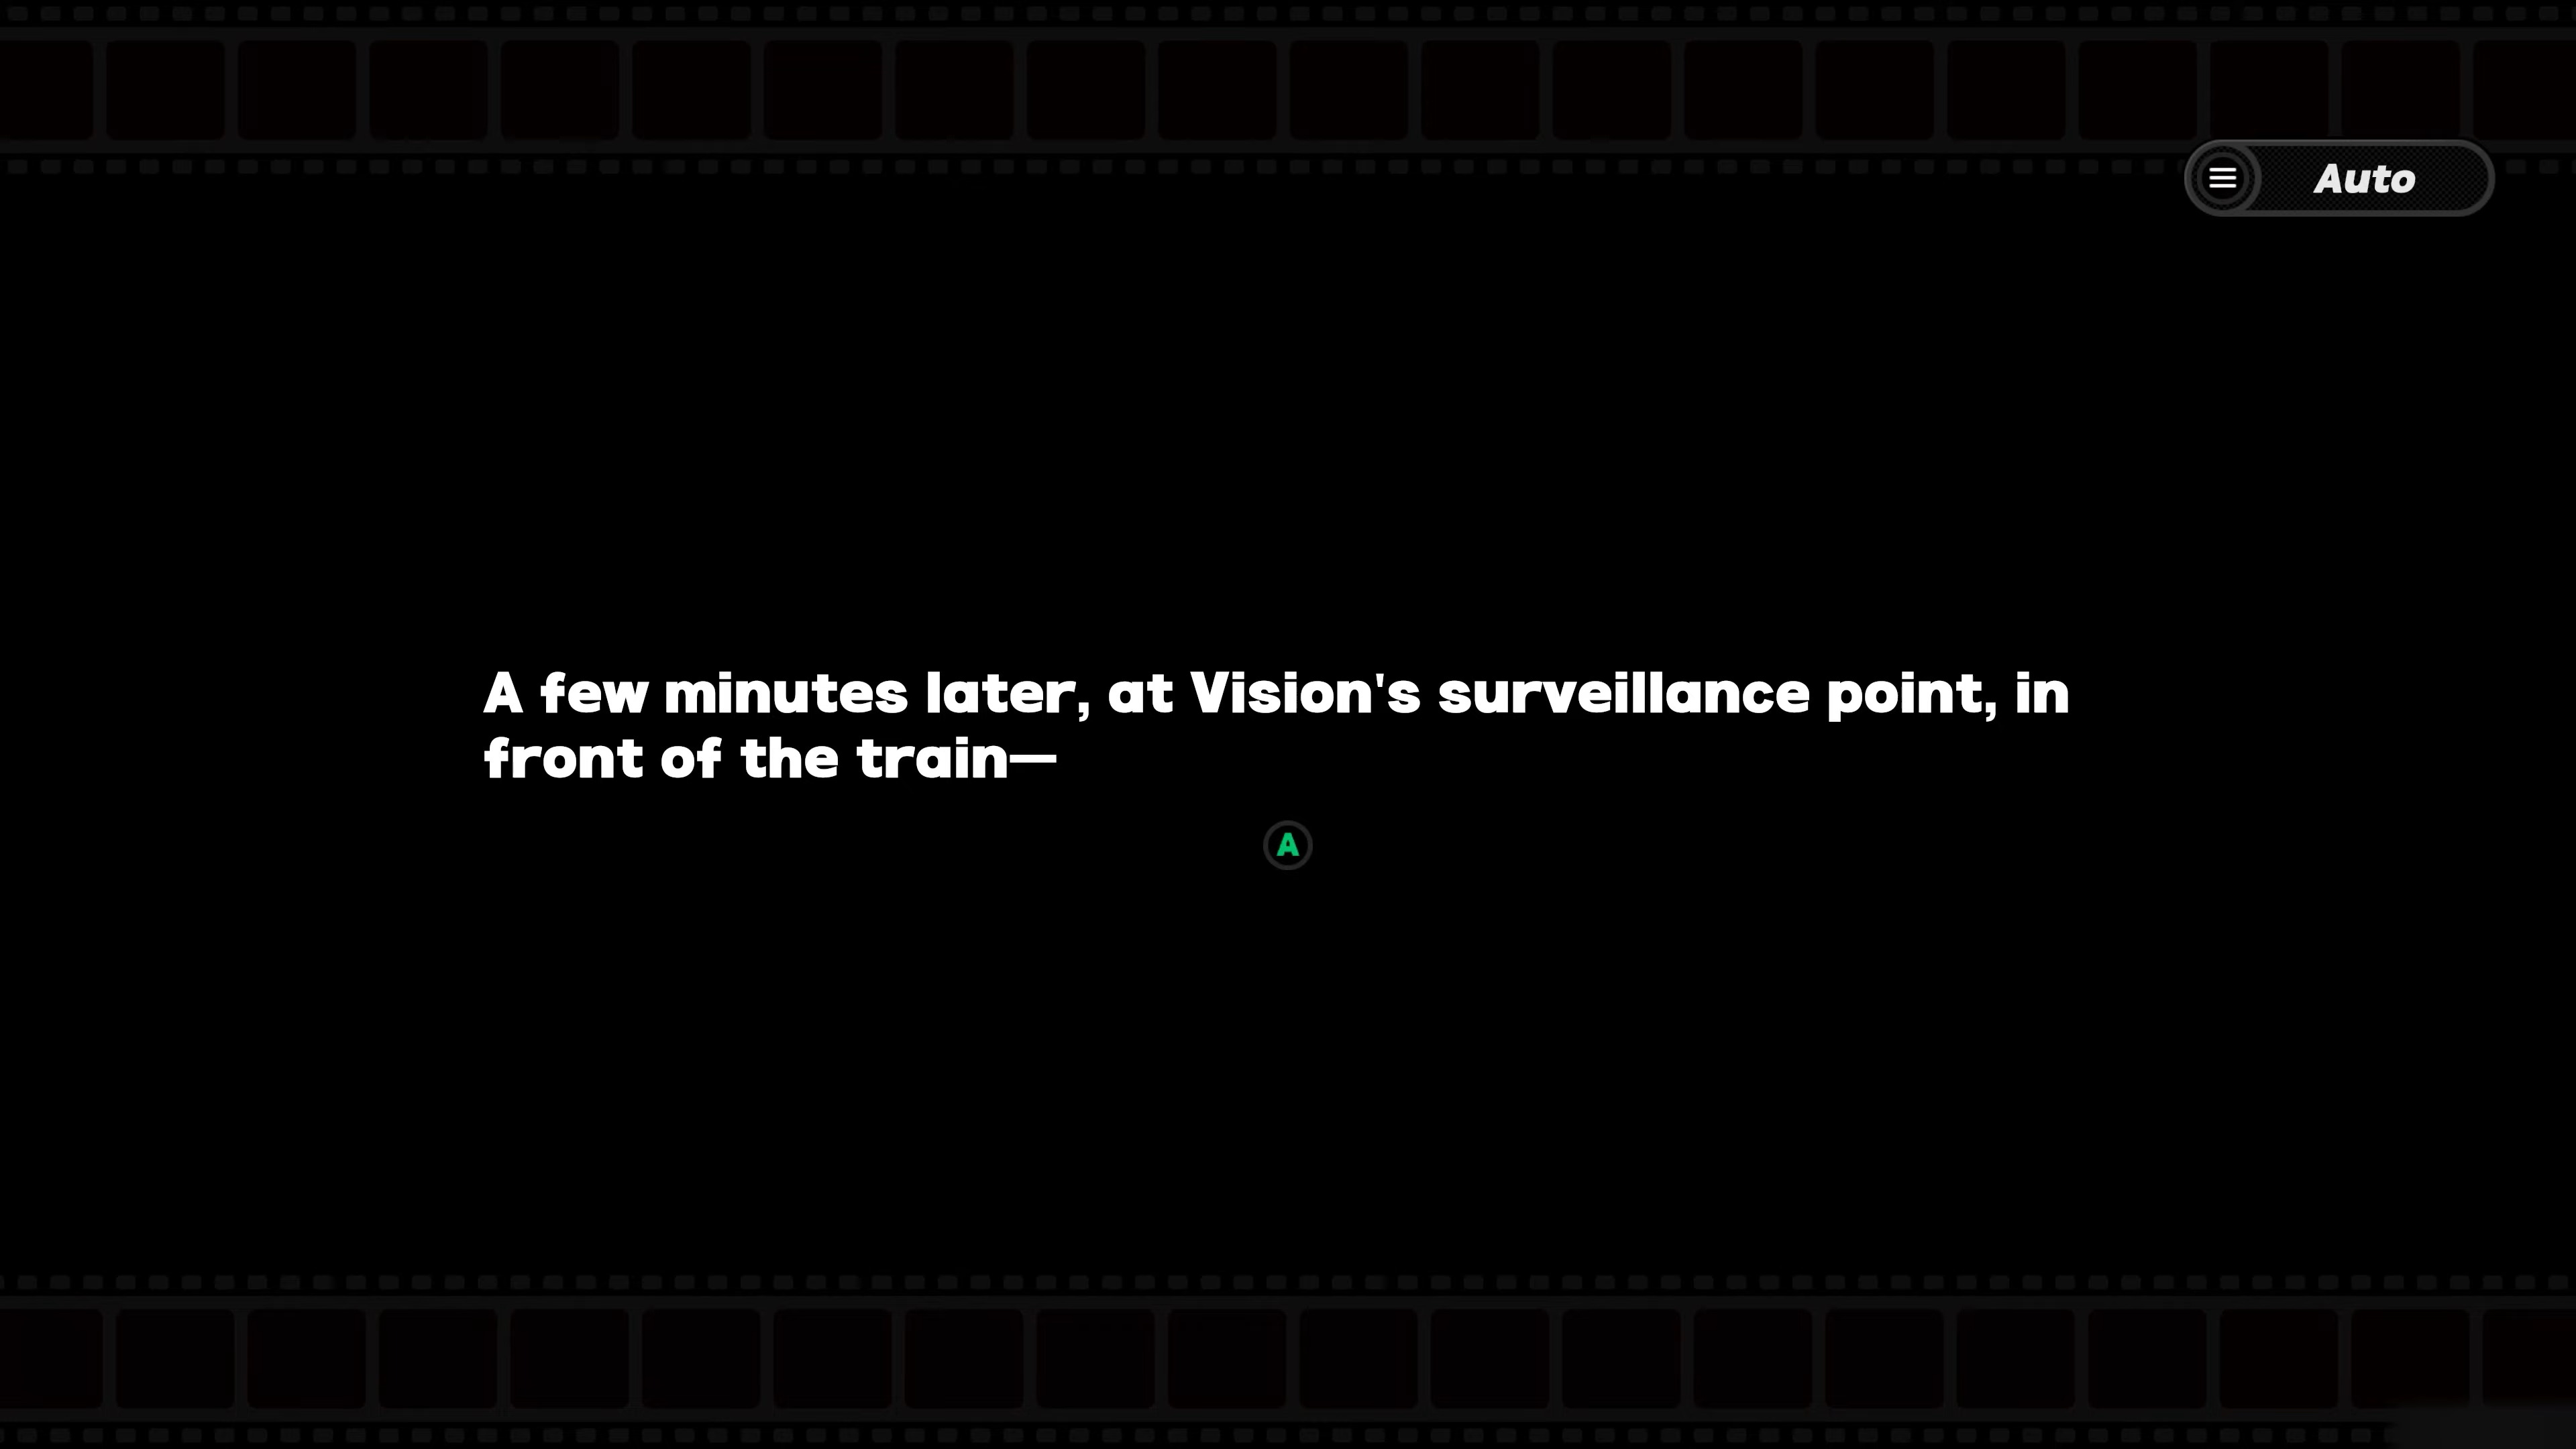 Auto
A few minutes later, at Vision's surveillance point, in
front of the train—
A